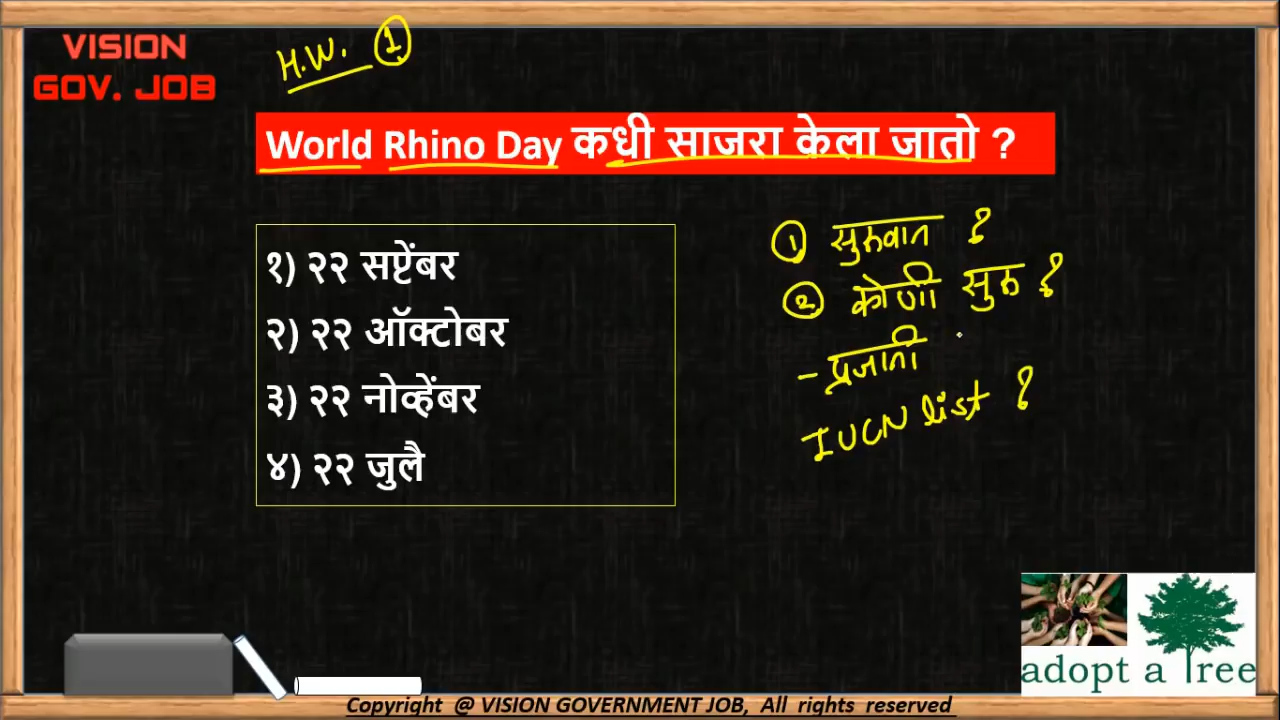 VISION
GOV. JOB
H.W. 1
World Rhino Day कधी साजरा केला जातो ?
१) २२ सप्टेंबर
२) २२ ऑक्टोबर
३) २२ नोव्हेंबर
४) २२ जुलै
1 सुरुवात ?
2 कोणी सुरु ?
- प्रजाती
IUCN list ?
adopt a Tree
Copyright @ VISION GOVERNMENT JOB, All rights reserved